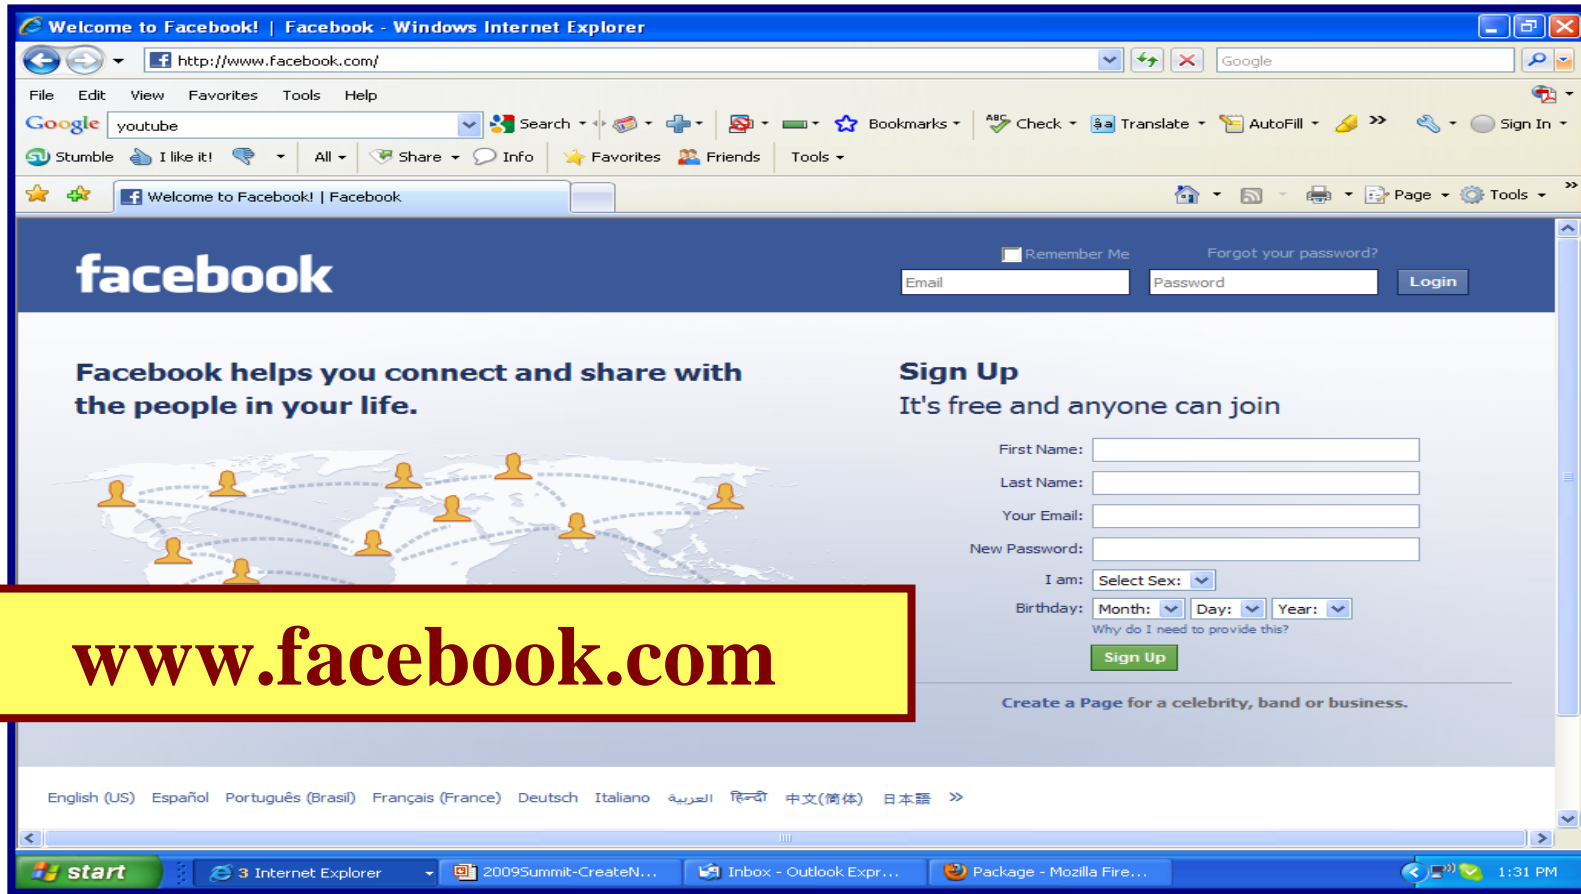 Welcome to Facebook! | Facebook - Windows Internet Explorer
http://www.facebook.com/
Google
File Edit View Favorites Tools Help
Google youtube Search Bookmarks ABC Check Translate AutoFill Sign In
Stumble I like it! All Share Info Favorites Friends Tools
Welcome to Facebook! | Facebook Page Tools
facebook
Remember Me Forgot your password?
Email Password Login
Facebook helps you connect and share with
the people in your life.
Sign Up
It's free and anyone can join
First Name:
Last Name:
Your Email:
New Password:
I am: Select Sex:
Birthday: Month: Day: Year:
Why do I need to provide this?
Sign Up
www.facebook.com
Create a Page for a celebrity, band or business.
English (US) Español Português (Brasil) Français (France) Deutsch Italiano العربية हिन्दी 中文(简体) 日本語 »
start 3 Internet Explorer 2009Summit-CreateN... Inbox - Outlook Expr... Package - Mozilla Fire... 1:31 PM